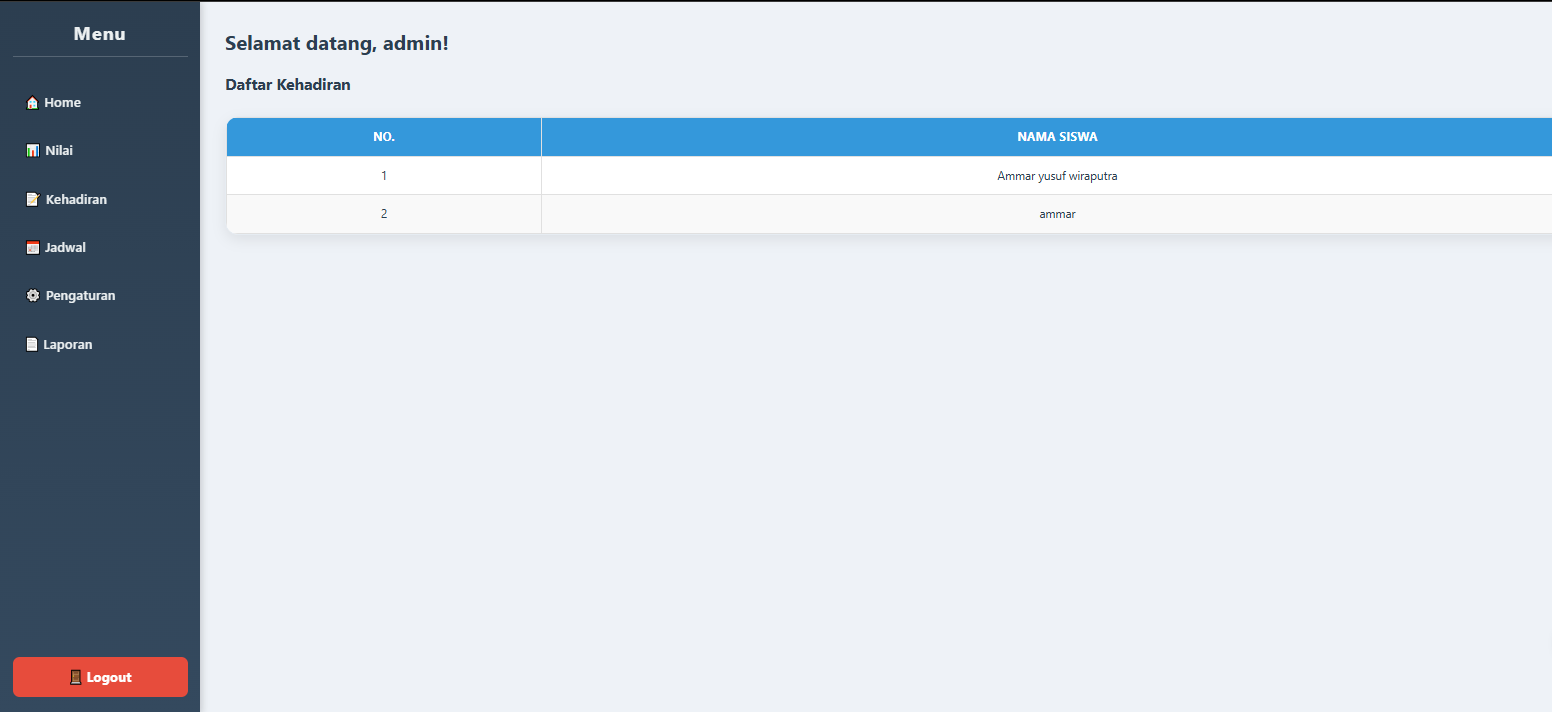 Menu
Home
Nilai
Kehadiran
Jadwal
Pengaturan
Laporan
Logout
Selamat datang, admin!
Daftar Kehadiran
NO. NAMA SISWA
1 Ammar yusuf wiraputra
2 ammar